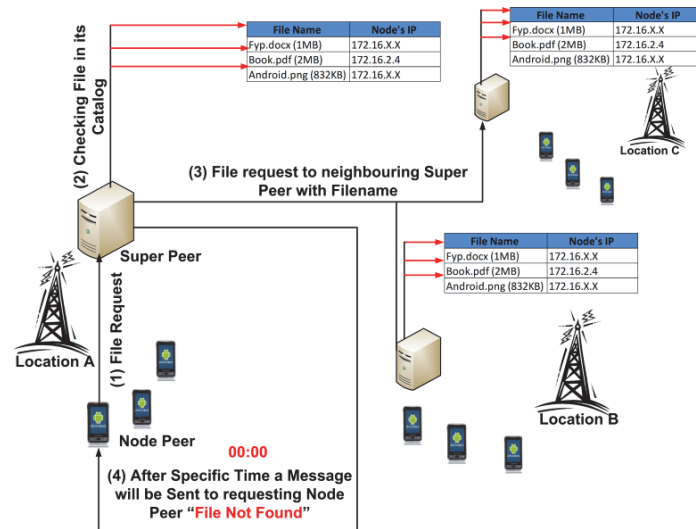 File Name Node's IP
Fyp.docx (1MB) 172.16.X.X
Book.pdf (2MB) 172.16.2.4
Android.png (832KB) 172.16.X.X
File Name Node's IP
Fyp.docx (1MB) 172.16.X.X
Book.pdf (2MB) 172.16.2.4
Android.png (832KB) 172.16.X.X
(2) Checking File in its
Catalog
Location C
(3) File request to neighbouring Super
Peer with Filename
Super Peer
File Name Node's IP
Fyp.docx (1MB) 172.16.X.X
Book.pdf (2MB) 172.16.2.4
Android.png (832KB) 172.16.X.X
Location A
(1) File Request
Location B
Node Peer
00:00
(4) After Specific Time a Message
will be Sent to requesting Node
Peer “File Not Found”